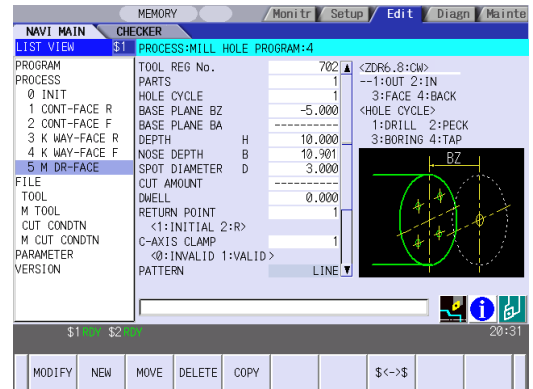 MEMORY Monitr Setup Edit Diagn Mainte
NAVI MAIN CHECKER
LIST VIEW $1 PROCESS:MILL HOLE PROGRAM:4
PROGRAM
PROCESS
0 INIT
1 CONT-FACE R
2 CONT-FACE F
3 K WAY-FACE R
4 K WAY-FACE F
5 M DR-FACE
FILE
TOOL
M TOOL
CUT CONDTN
M CUT CONDTN
PARAMETER
VERSION
TOOL REG No. 702
PARTS 1
HOLE CYCLE 1
BASE PLANE BZ -5.000
BASE PLANE BA ----------
DEPTH H 10.000
NOSE DEPTH B 10.901
SPOT DIAMETER D 3.000
CUT AMOUNT ----------
DWELL 0.000
RETURN POINT 1
<1:INITIAL 2:R>
C-AXIS CLAMP 1
<0:INVALID 1:VALID>
PATTERN LINE
<ZDR6.8:CW>
--1:OUT 2:IN
3:FACE 4:BACK
<HOLE CYCLE>
1:DRILL 2:PECK
3:BORING 4:TAP
BZ
$1 RDY $2 RDY 20:31
MODIFY NEW MOVE DELETE COPY $<->$